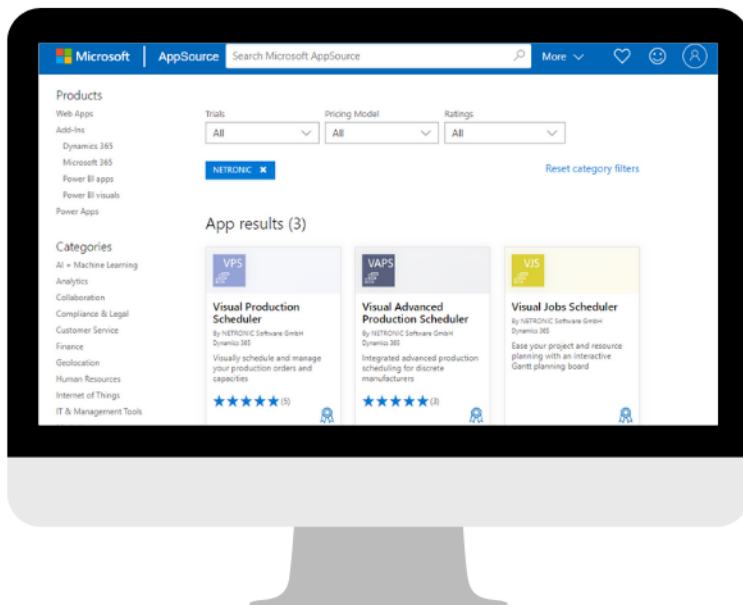 Microsoft
AppSource
Search Microsoft AppSource
More
Products
Web Apps
Add-Ins
Dynamics 365
Microsoft 365
Power BI apps
Power BI visuals
Power Apps
Categories
AI + Machine Learning
Analytics
Collaboration
Compliance & Legal
Customer Service
Finance
Geolocation
Human Resources
Internet of Things
IT & Management Tools
Trials
Pricing Model
Ratings
All
All
All
NETRONIC ×
Reset category filters
App results (3)
VPS
Visual Production
Scheduler
By NETRONIC Software GmbH
Dynamics 365
Visually schedule and manage
your production orders and
capacities
(5)
VAPS
Visual Advanced
Production Scheduler
By NETRONIC Software GmbH
Dynamics 365
Integrated advanced production
scheduling for discrete
manufacturers
(3)
VJS
Visual Jobs Scheduler
By NETRONIC Software GmbH
Dynamics 365
Ease your project and resource
planning with an interactive
Gantt planning board